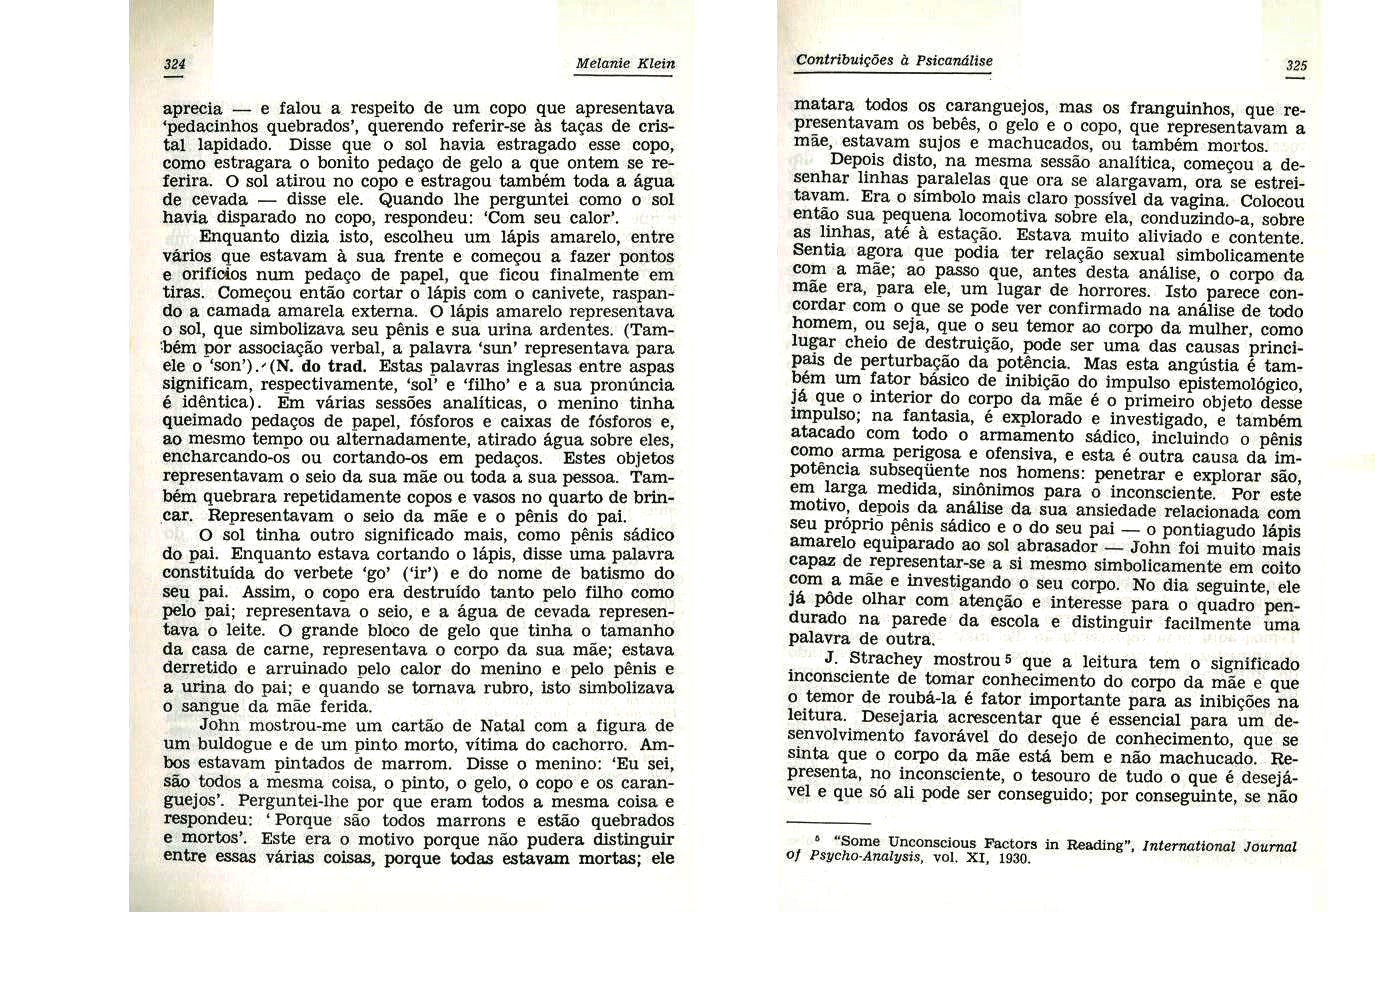 324
Melanie Klein
aprecia — e falou a respeito de um copo que apresentava
'pedacinhos quebrados', querendo referir-se às taças de cris-
tal lapidado. Disse que o sol havia estragado esse copo,
como estragara o bonito pedaço de gelo a que ontem se re-
ferira. O sol atirou no copo e estragou também toda a água
de cevada — disse ele. Quando lhe perguntei como o sol
havia disparado no copo, respondeu: 'Com seu calor'.
Enquanto dizia isto, escolheu um lápis amarelo, entre
vários que estavam à sua frente e começou a fazer pontos
e orifícios num pedaço de papel, que ficou finalmente em
tiras. Começou então cortar o lápis com o canivete, raspan-
do a camada amarela externa. O lápis amarelo representava
o sol, que simbolizava seu pênis e sua urina ardentes. (Tam-
bém por associação verbal, a palavra 'sun' representava para
ele o 'son'). (N. do trad. Estas palavras inglesas entre aspas
significam, respectivamente, 'sol' e 'filho' e a sua pronúncia
é idêntica). Em várias sessões analíticas, o menino tinha
queimado pedaços de papel, fósforos e caixas de fósforos e,
ao mesmo tempo ou alternadamente, atirado água sobre eles,
encharcando-os ou cortando-os em pedaços. Estes objetos
representavam o seio da sua mãe ou toda a sua pessoa. Tam-
bém quebrara repetidamente copos e vasos no quarto de brin-
car. Representavam o seio da mãe e o pênis do pai.
O sol tinha outro significado mais, como pênis sádico
do pai. Enquanto estava cortando o lápis, disse uma palavra
constituída do verbete 'go' ('ir') e do nome de batismo do
seu pai. Assim, o copo era destruído tanto pelo filho como
pelo pai; representava o seio, e a água de cevada represen-
tava o leite. O grande bloco de gelo que tinha o tamanho
da casa de carne, representava o corpo da sua mãe; estava
derretido e arruinado pelo calor do menino e pelo pênis e
a urina do pai; e quando se tornava rubro, isto simbolizava
o sangue da mãe ferida.
John mostrou-me um cartão de Natal com a figura de
um buldogue e de um pinto morto, vítima do cachorro. Am-
bos estavam pintados de marrom. Disse o menino: 'Eu sei,
são todos a mesma coisa, o pinto, o gelo, o copo e os caran-
guejos'. Perguntei-lhe por que eram todos a mesma coisa e
respondeu: 'Porque são todos marrons e estão quebrados
e mortos'. Este era o motivo porque não pudera distinguir
entre essas várias coisas, porque todas estavam mortas; ele
Contribuições à Psicanálise
325
matara todos os caranguejos, mas os franguinhos, que re-
presentavam os bebês, o gelo e o copo, que representavam a
mãe, estavam sujos e machucados, ou também mortos.
Depois disto, na mesma sessão analítica, começou a de-
senhar linhas paralelas que ora se alargavam, ora se estrei-
tavam. Era o símbolo mais claro possível da vagina. Colocou
então sua pequena locomotiva sobre ela, conduzindo-a, sobre
as linhas, até à estação. Estava muito aliviado e contente.
Sentia agora que podia ter relação sexual simbolicamente
com a mãe; ao passo que, antes desta análise, o corpo da
mãe era, para ele, um lugar de horrores. Isto parece con-
cordar com o que se pode ver confirmado na análise de todo
homem, ou seja, que o seu temor ao corpo da mulher, como
lugar cheio de destruição, pode ser uma das causas princi-
pais de perturbação da potência. Mas esta angústia é tam-
bém um fator básico de inibição do impulso epistemológico,
já que o interior do corpo da mãe é o primeiro objeto desse
impulso; na fantasia, é explorado e investigado, e também
atacado com todo o armamento sádico, incluindo o pênis
como arma perigosa e ofensiva, e esta é outra causa da im-
potência subseqüente nos homens: penetrar e explorar são,
em larga medida, sinônimos para o inconsciente. Por este
motivo, depois da análise da sua ansiedade relacionada com
seu próprio pênis sádico e o do seu pai — o pontiagudo lápis
amarelo equiparado ao sol abrasador — John foi muito mais
capaz de representar-se a si mesmo simbolicamente em coito
com a mãe e investigando o seu corpo. No dia seguinte, ele
já pôde olhar com atenção e interesse para o quadro pen-
durado na parede da escola e distinguir facilmente uma
palavra de outra.
J. Strachey mostrou 5 que a leitura tem o significado
inconsciente de tomar conhecimento do corpo da mãe e que
o temor de roubá-la é fator importante para as inibições na
leitura. Desejaria acrescentar que é essencial para um de-
senvolvimento favorável do desejo de conhecimento, que se
sinta que o corpo da mãe está bem e não machucado. Re-
presenta, no inconsciente, o tesouro de tudo o que é desejá-
vel e que só ali pode ser conseguido; por conseguinte, se não
5 "Some Unconscious Factors in Reading", International Journal
of Psycho-Analysis, vol. XI, 1930.